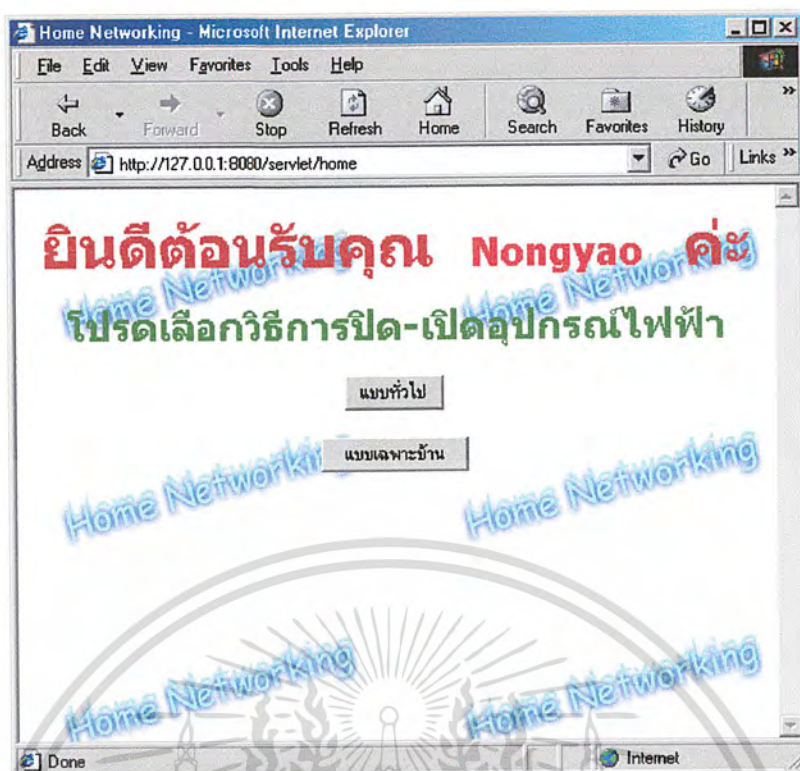 Home Networking - Microsoft Internet Explorer
File Edit View Favorites Tools Help
Back Forward Stop Refresh Home Search Favorites History »
Address http://127.0.0.1:8080/servlet/home Go Links »
ยินดีต้อนรับคุณ Nongyao ค่ะ
Home Networking Home Networking
โปรดเลือกวิธีการปิด-เปิดอุปกรณ์ไฟฟ้า
แบบทั่วไป
แบบเฉพาะบ้าน
Home Networking Home Networking
Home Networking Home Networking
Done Internet